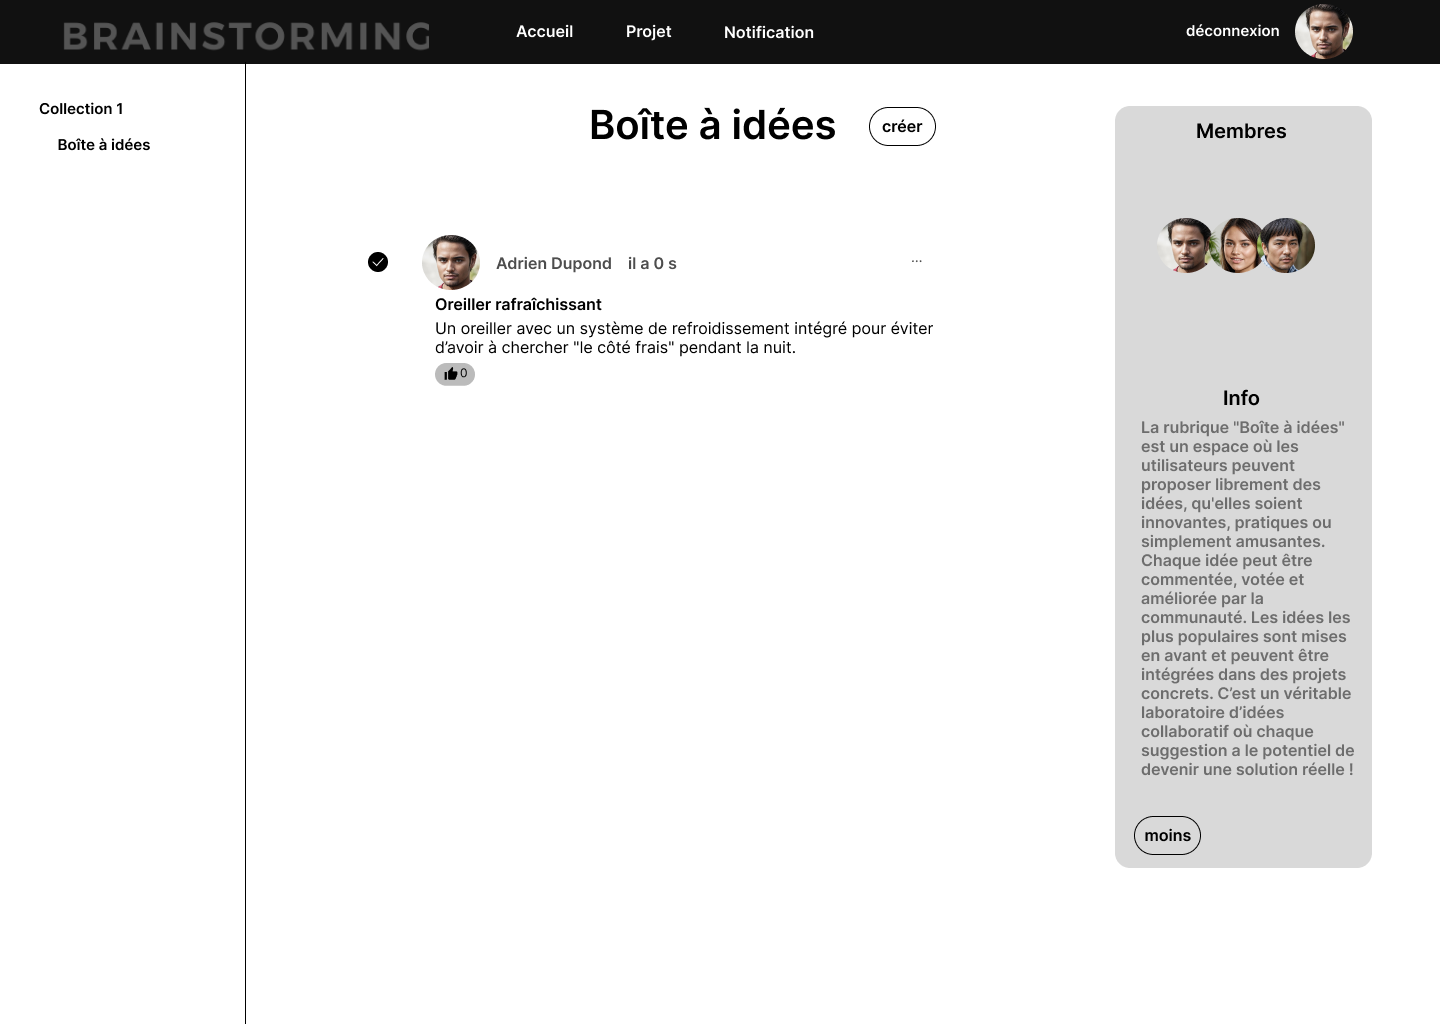 BRAINSTORMING
Accueil
Projet
Notification
déconnexion
Collection 1
Boîte à idées
Boîte à idées
créer
Adrien Dupond
il a 0 s
...
Oreiller rafraîchissant
Un oreiller avec un système de refroidissement intégré pour éviter
d’avoir à chercher "le côté frais" pendant la nuit.
0
Membres
Info
La rubrique "Boîte à idées"
est un espace où les
utilisateurs peuvent
proposer librement des
idées, qu'elles soient
innovantes, pratiques ou
simplement amusantes.
Chaque idée peut être
commentée, votée et
améliorée par la
communauté. Les idées les
plus populaires sont mises
en avant et peuvent être
intégrées dans des projets
concrets. C’est un véritable
laboratoire d’idées
collaboratif où chaque
suggestion a le potentiel de
devenir une solution réelle !
moins